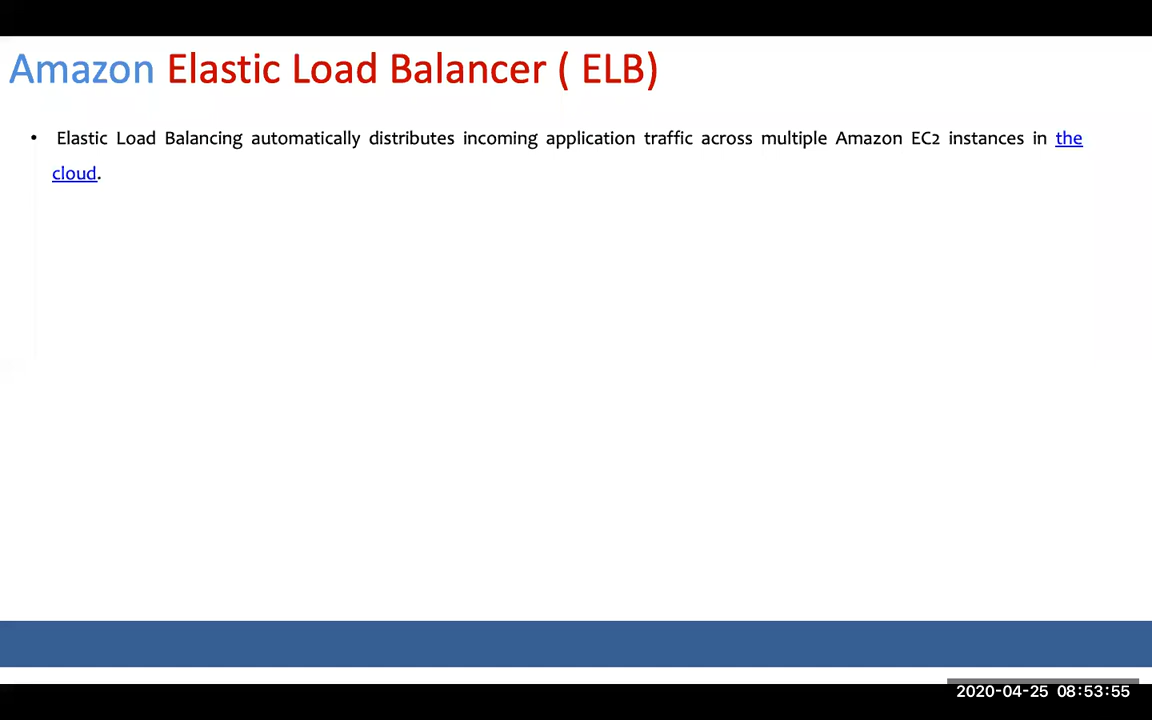 Amazon Elastic Load Balancer ( ELB)
• Elastic Load Balancing automatically distributes incoming application traffic across multiple Amazon EC2 instances in the
cloud.
2020-04-25 08:53:55